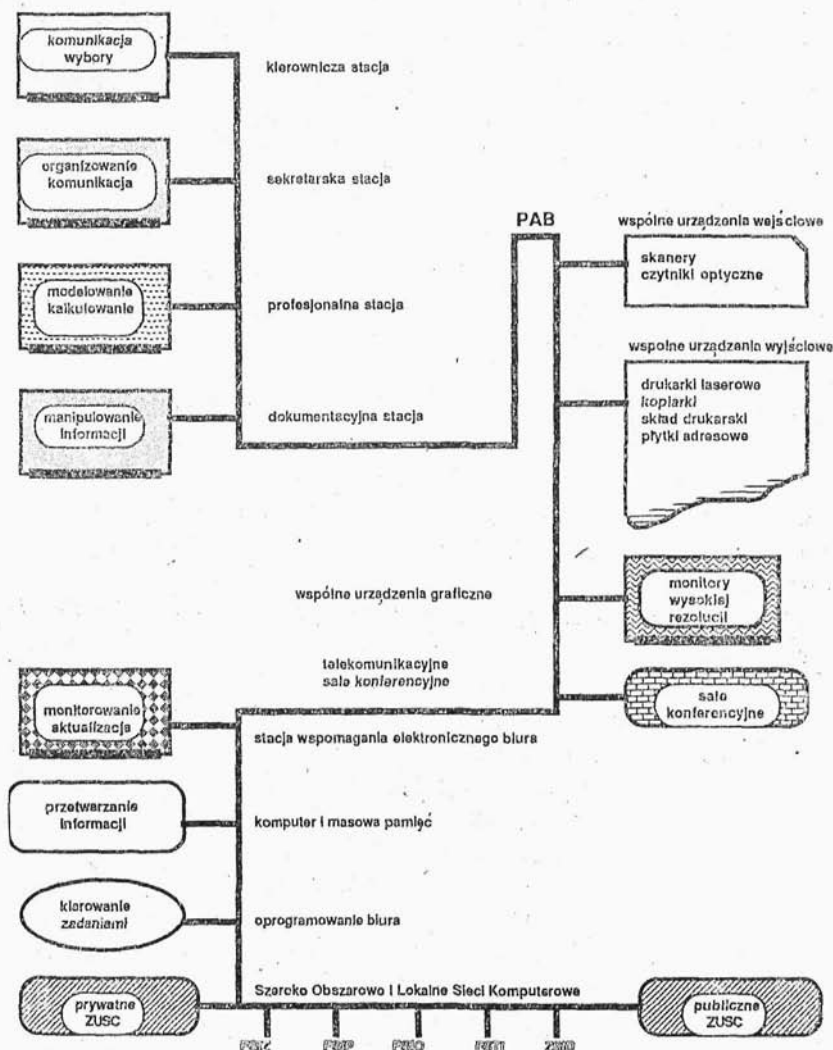 komunikacja
wybory
kierownicza stacja
organizowanie
komunikacja
sekretarska stacja
PAB
wspólne urządzenia wejściowe
skanery
czytniki optyczne
modelowanie
kalkulowanie
profesjonalna stacja
wspolne urządzenia wyjściowe
drukarki laserowe
kopiarki
skład drukarski
płytki adresowe
manipulowanie
informacji
dokumentacyjna stacja
wspólne urządzenia graficzne
monitory
wysokiej
rezolucji
telekomunikacyjne
sale konferencyjne
sale
konferencyjne
monitorowanie
aktualizacja
stacja wspomagania elektronicznego biura
przetwarzanie
informacji
komputer i masowa pamięć
kierowanie
zadaniami
oprogramowanie biura
Szeroko Obszarowo i Lokalne Sieci Komputerowe
prywatne
ZUSC
publiczne
ZUSC